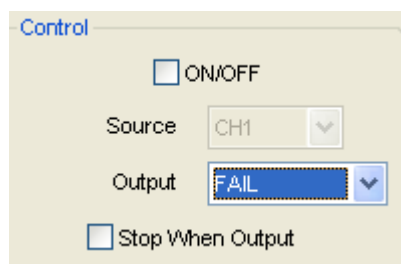 Control
ON/OFF
Source CH1
Output FAIL
Stop When Output